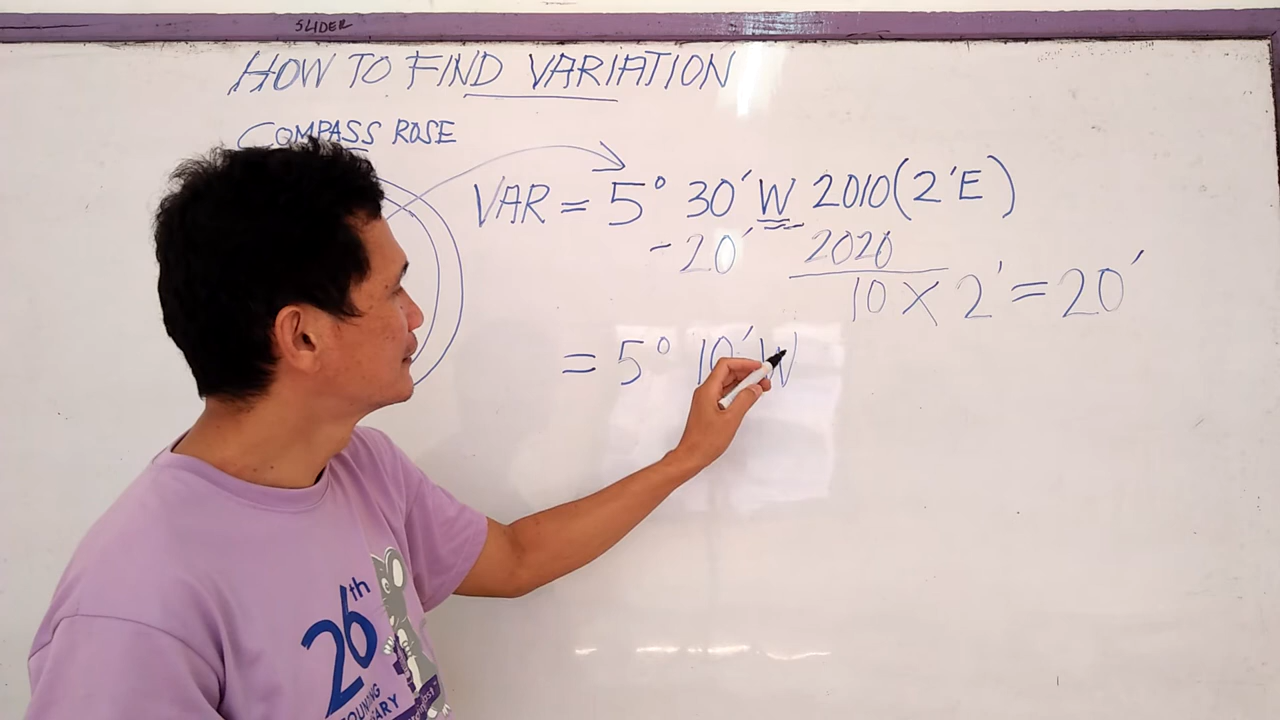 SLIDER
HOW TO FIND VARIATION
COMPASS ROSE
VAR = 5° 30' W 2010 (2'E)
- 20' 2020
10 X 2' = 20'
= 5° 10' W
26th